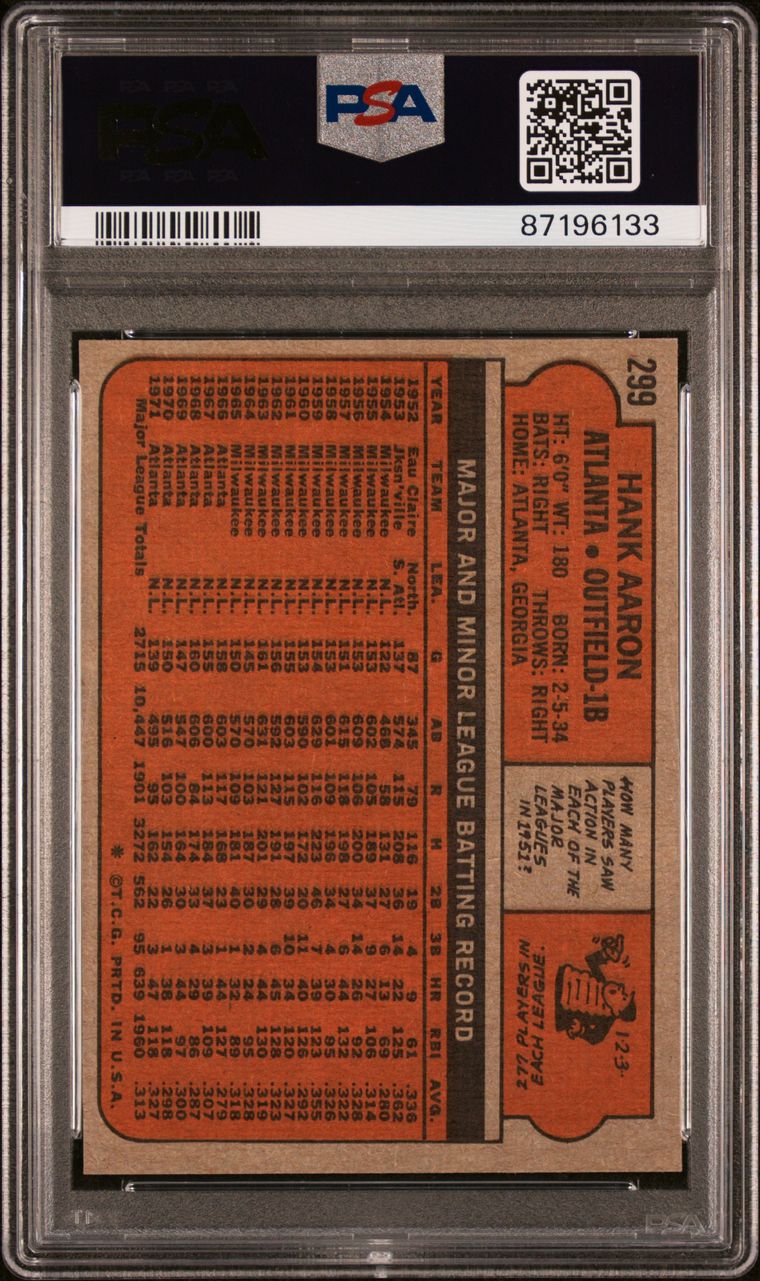 PSA PSA PSA
PSA
PSA PSA PSA
PSA
87196133
299
HANK AARON
ATLANTA • OUTFIELD-1B
HT: 6'0" WT: 180 BORN: 2-5-34
BATS: RIGHT THROWS: RIGHT
HOME: ATLANTA, GEORGIA
HOW MANY
PLAYERS SAW
ACTION IN
EACH OF THE
MAJOR
LEAGUES
IN 1951?
1-2-3-
277 PLAYERS IN
EACH LEAGUE.
MAJOR AND MINOR LEAGUE BATTING RECORD
YEAR TEAM LEA. G AB R H 2B 3B HR RBI AVG.
1952 Eau Claire North. 87 345 79 116 19 4 9 61 .336
1953 Jksn'ville S. Atl. 137 574 115 208 36 14 22 125 .362
1954 Milwaukee N.L. 122 468 58 131 27 6 13 69 .280
1955 Milwaukee N.L. 153 602 105 189 37 9 27 106 .314
1956 Milwaukee N.L. 153 609 106 200 34 14 26 92 .328
1957 Milwaukee N.L. 151 615 118 198 27 6 44 132 .322
1958 Milwaukee N.L. 153 601 109 196 34 4 30 95 .326
1959 Milwaukee N.L. 154 629 116 223 46 7 39 123 .355
1960 Milwaukee N.L. 153 590 102 172 20 11 40 126 .292
1961 Milwaukee N.L. 155 603 115 197 39 10 34 120 .327
1962 Milwaukee N.L. 156 592 127 191 28 6 45 128 .323
1963 Milwaukee N.L. 161 631 121 201 29 4 44 130 .319
1964 Milwaukee N.L. 145 570 103 187 30 2 24 95 .328
1965 Milwaukee N.L. 150 570 109 181 40 1 32 89 .318
1966 Atlanta N.L. 158 603 117 168 23 1 44 127 .279
1967 Atlanta N.L. 155 600 113 184 37 3 39 109 .307
1968 Atlanta N.L. 160 606 84 174 33 4 29 86 .287
1969 Atlanta N.L. 147 547 100 164 30 3 44 97 .300
1970 Atlanta N.L. 150 516 103 154 26 1 38 118 .298
1971 Atlanta N.L. 139 495 95 162 22 3 47 118 .327
Major League Totals 2715 10,447 1901 3272 562 95 639 1960 .313
* ©T.C.G. PRTD. IN U.S.A.
PSA